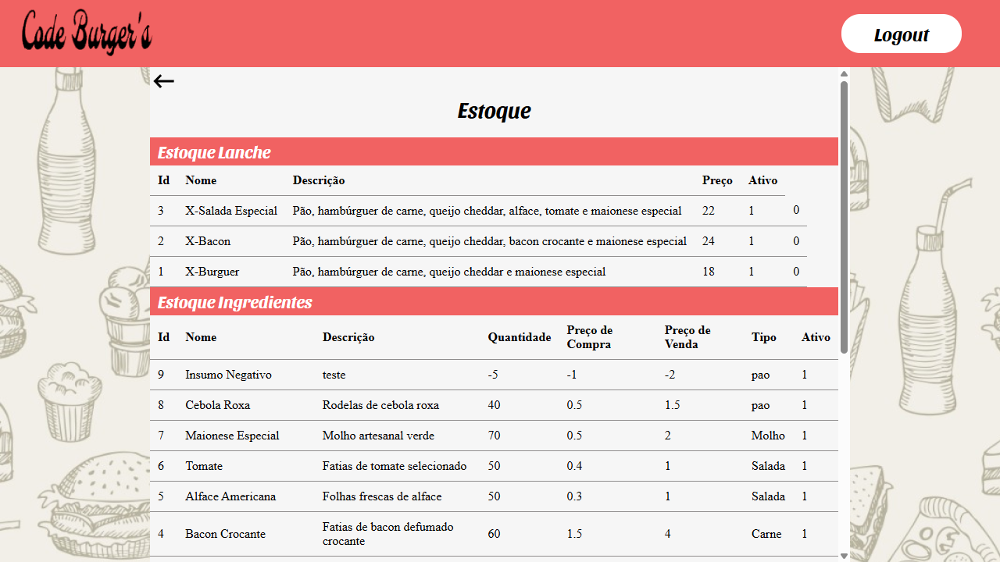 Code Burger's
Logout
Estoque
Estoque Lanche
Id Nome Descrição Preço Ativo
3 X-Salada Especial Pão, hambúrguer de carne, queijo cheddar, alface, tomate e maionese especial 22 1 0
2 X-Bacon Pão, hambúrguer de carne, queijo cheddar, bacon crocante e maionese especial 24 1 0
1 X-Burguer Pão, hambúrguer de carne, queijo cheddar e maionese especial 18 1 0
Estoque Ingredientes
Id Nome Descrição Quantidade Preço de Compra Preço de Venda Tipo Ativo
9 Insumo Negativo teste -5 -1 -2 pao 1
8 Cebola Roxa Rodelas de cebola roxa 40 0.5 1.5 pao 1
7 Maionese Especial Molho artesanal verde 70 0.5 2 Molho 1
6 Tomate Fatias de tomate selecionado 50 0.4 1 Salada 1
5 Alface Americana Folhas frescas de alface 50 0.3 1 Salada 1
4 Bacon Crocante Fatias de bacon defumado crocante 60 1.5 4 Carne 1